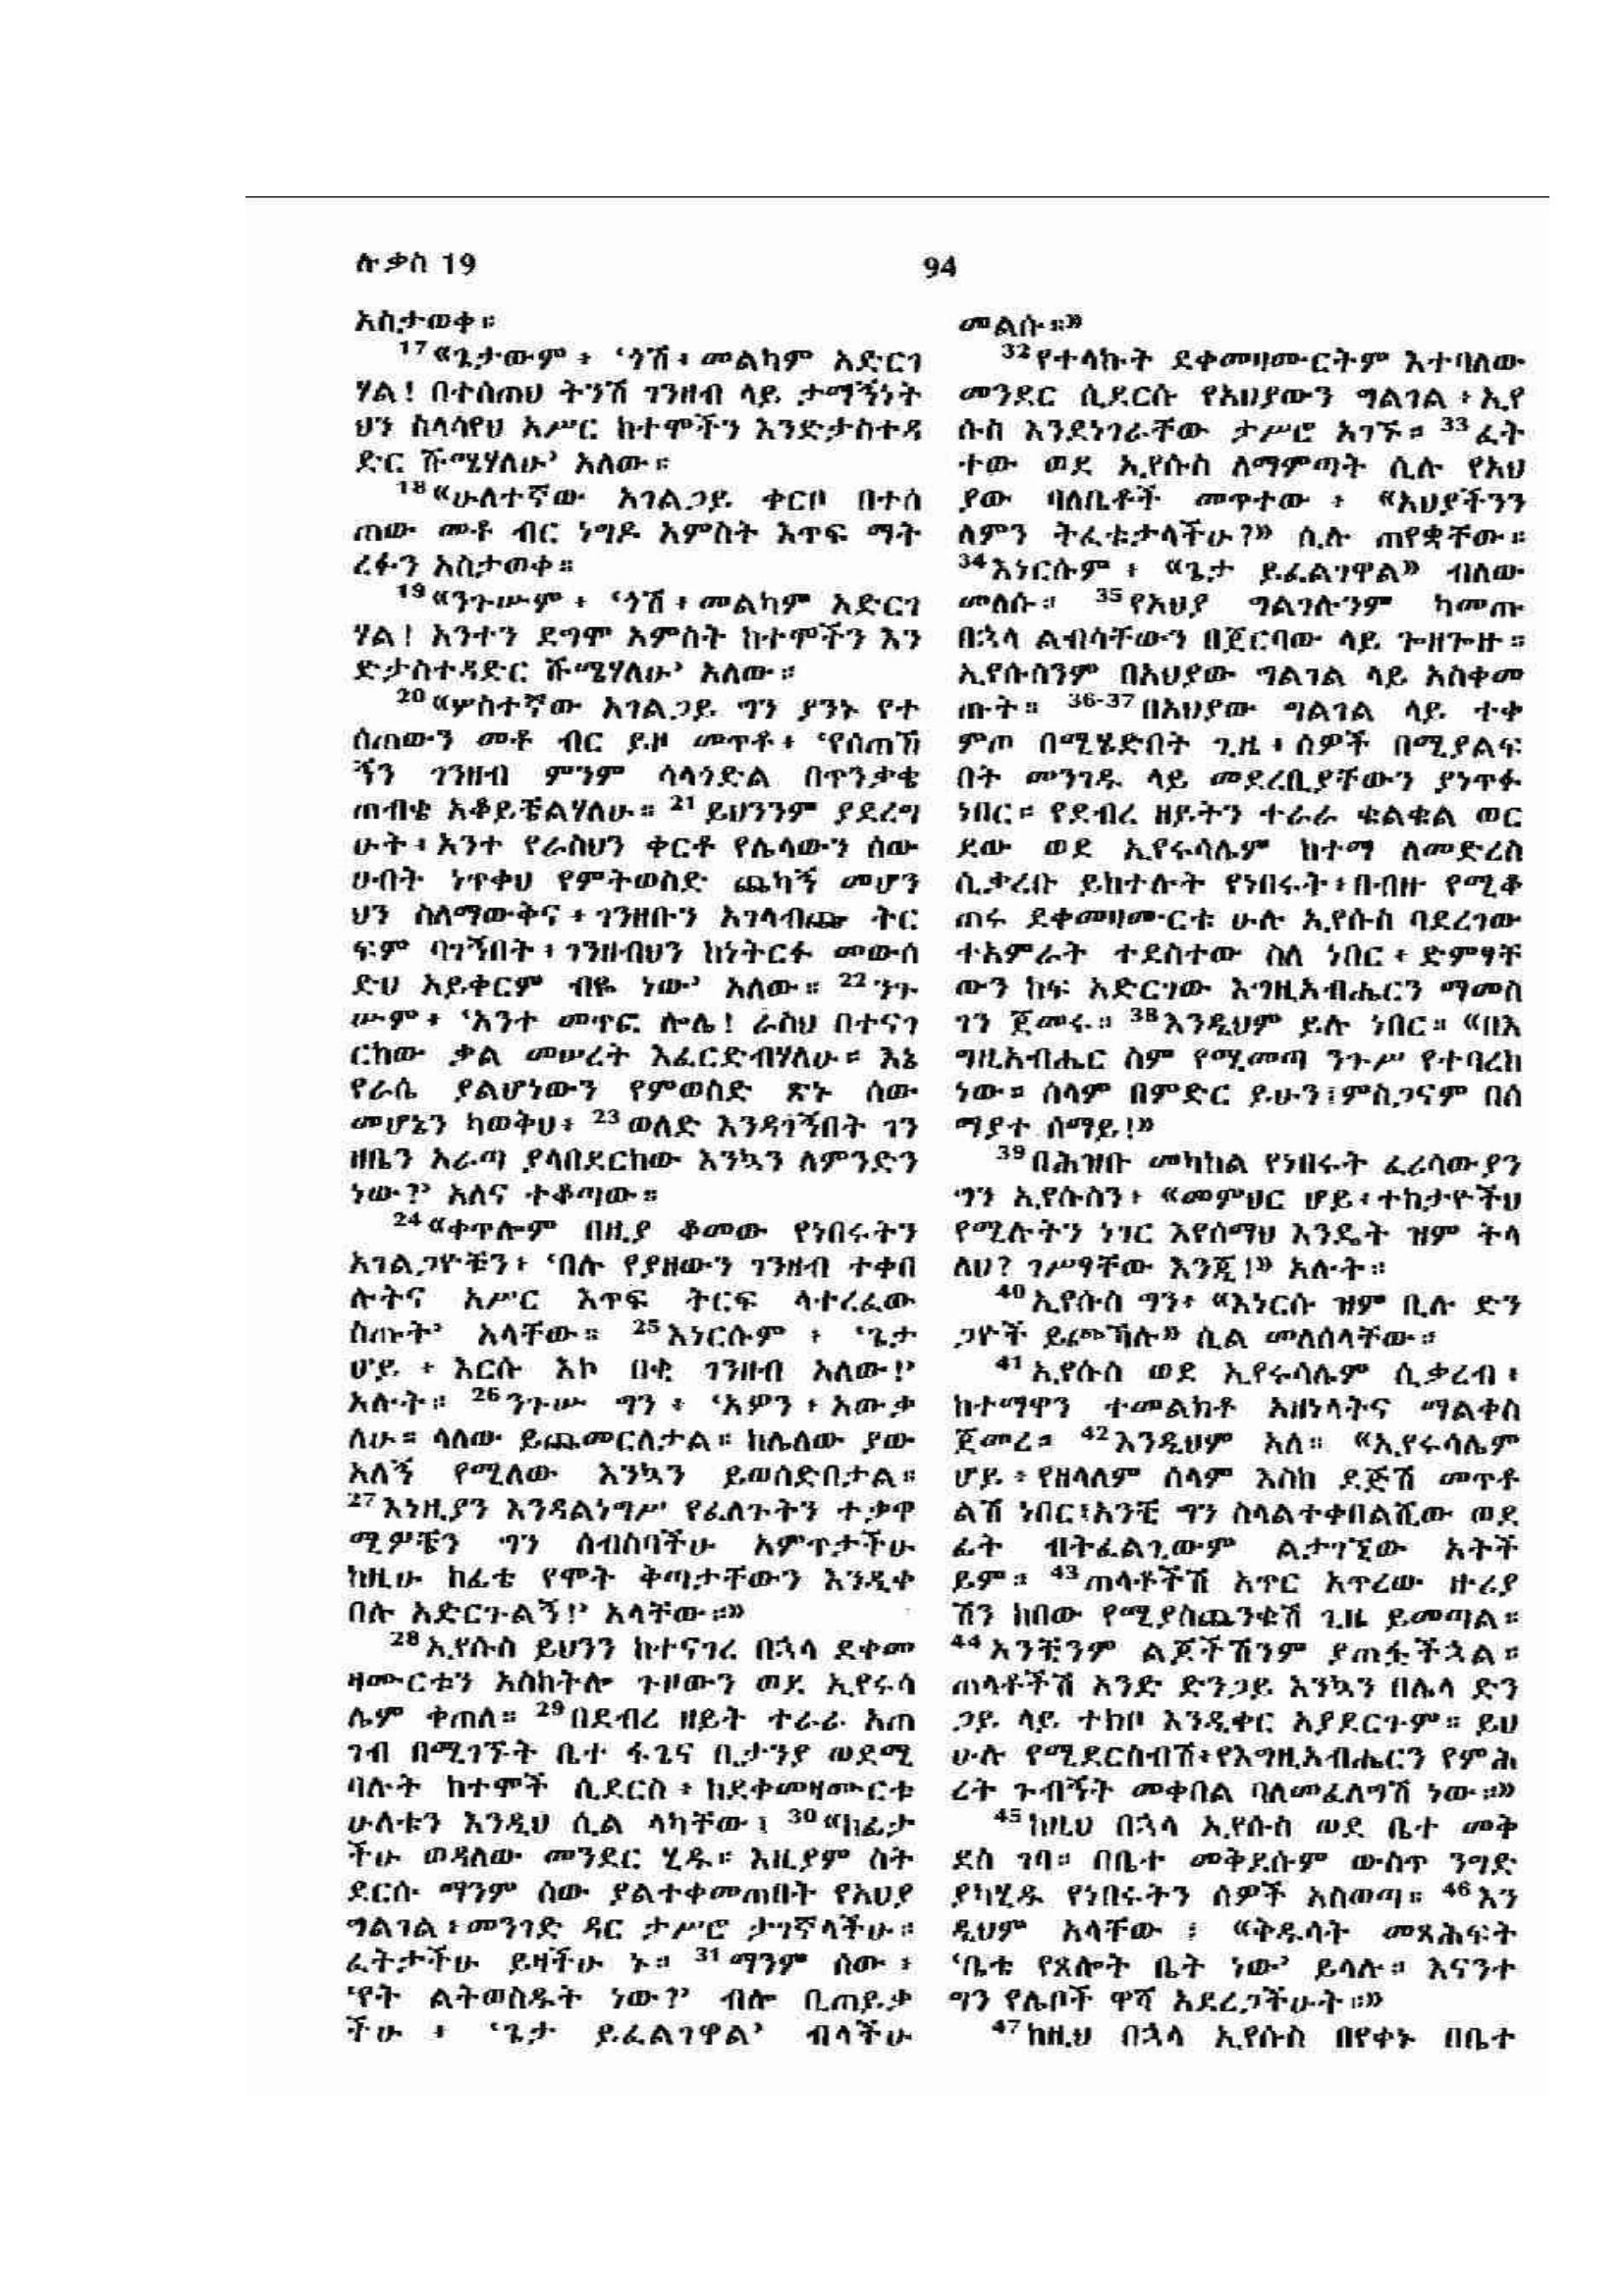 ሉቃስ 19
94
አስታወቀ።
17 «ጌታውም ፥ ‘ጎሽ ፥ መልካም አድርገ
ሃል! በተሰጠህ ትንሽ ገንዘብ ላይ ታማኝነት
ህን ስላሳየህ አሥር ከተሞችን እንድታስተዳ
ድር ሹሜሃለሁ’ አለው።
18 «ሁለተኛው አገልጋይ ቀርቦ በተሰ
ጠው መቶ ብር ነግዶ አምስት እጥፍ ማት
ረፉን አስታወቀ።
19 «ንጉሡም ፥ ‘ጎሽ ፥ መልካም አድርገ
ሃል! አንተን ደግሞ አምስት ከተሞችን እን
ድታስተዳድር ሹሜሃለሁ’ አለው።
20 «ሦስተኛው አገልጋይ ግን ያንኑ የተ
ሰጠውን መቶ ብር ይዞ መጥቶ ፥ ‘የሰጠኸ
ኝን ገንዘብ ምንም ሳላጎድል በጥንቃቄ
ጠብቄ አቆይቼልሃለሁ። 21 ይህንንም ያደረግ
ሁት ፥ አንተ የራስህን ቀርቶ የሌላውን ሰው
ሀብት ነጥቀህ የምትወስድ ጨካኝ መሆን
ህን ስለማውቅና ፥ ገንዘቡን አገላብጬ ትር
ፍም ባገኝበት ፥ ገንዘብህን ከነትርፉ መውሰ
ድህ አይቀርም ብዬ ነው’ አለው። 22 ንጉ
ሡም ፥ ‘አንተ መጥፎ ሎሌ! ራስህ በተናገ
ርከው ቃል መሠረት እፈርድብሃለሁ። እኔ
የራሴ ያልሆነውን የምወስድ ጽኑ ሰው
መሆኔን ካወቅህ ፥ 23 ወለድ እንዳገኝበት ገን
ዘቤን አራጣ ያላበደርከው እንኳን ለምንድን
ነው?’ አለና ተቆጣው።
24 «ቀጥሎም በዚያ ቆመው የነበሩትን
አገልጋዮቹን ፥ ‘በሉ የያዘውን ገንዘብ ተቀበ
ሉትና አሥር እጥፍ ትርፍ ላተረፈው
ስጡት’ አላቸው። 25 እነርሱም ፥ ‘ጌታ
ሆይ ፥ እርሱ እኮ በቂ ገንዘብ አለው!’
አሉት። 26 ንጉሡ ግን ፥ ‘አዎን ፥ አውቃ
ለሁ። ላለው ይጨመርለታል። ከሌለው ያው
አለኝ የሚለው እንኳን ይወሰድበታል።
27 እነዚያን እንዳልነግሥ የፈለጉትን ተቃዋ
ሚዎቼን ግን ሰብስባችሁ አምጥታችሁ
ከዚሁ ከፊቴ የሞት ቅጣታቸውን እንዲቀ
በሉ አድርጉልኝ!’ አላቸው።»
28 ኢየሱስ ይህንን ከተናገረ በኋላ ደቀመ
ዛሙርቱን አስከትሎ ጉዞውን ወደ ኢየሩሳ
ሌም ቀጠለ። 29 በደብረ ዘይት ተራራ አጠ
ገብ በሚገኙት ቤተ ፋጌና ቢታንያ ወደሚ
ባሉት ከተሞች ሲደርስ ፥ ከደቀመዛሙርቱ
ሁለቱን እንዲህ ሲል ላካቸው ፤ 30 «ከፊታ
ችሁ ወዳለው መንደር ሂዱ። እዚያም ስት
ደርሱ ማንም ሰው ያልተቀመጠበት የአህያ
ግልገል ፥ መንገድ ዳር ታሥሮ ታገኛላችሁ።
ፈትታችሁ ይዛችሁ ኑ። 31 ማንም ሰው ፥
‘የት ልትወስዱት ነው?’ ብሎ ቢጠይቃ
ችሁ ፥ ‘ጌታ ይፈልገዋል’ ብላችሁ
መልሱ።»
32 የተላኩት ደቀመዛሙርትም እተባለው
መንደር ሲደርሱ የአህያውን ግልገል ፥ ኢየ
ሱስ እንደነገራቸው ታሥሮ አገኙ። 33 ፈት
ተው ወደ ኢየሱስ ለማምጣት ሲሉ የአህ
ያው ባለቤቶች መጥተው ፥ «አህያችንን
ለምን ትፈቱታላችሁ?» ሲሉ ጠየቋቸው።
34 እነርሱም ፥ «ጌታ ይፈልገዋል» ብለው
መለሱ። 35 የአህያ ግልገሉንም ካመጡ
በኋላ ልብሳቸውን በጀርባው ላይ ጐዘጐዙ።
ኢየሱስንም በአህያው ግልገል ላይ አስቀመ
ጡት። 36-37 በአህያው ግልገል ላይ ተቀ
ምጦ በሚሄድበት ጊዜ ፥ ሰዎች በሚያልፍ
በት መንገዱ ላይ መደረቢያቸውን ያነጥፉ
ነበር። የደብረ ዘይትን ተራራ ቁልቁል ወር
ደው ወደ ኢየሩሳሌም ከተማ ለመድረስ
ሲቃረቡ ይከተሉት የነበሩት ፥ በብዙ የሚቆ
ጠሩ ደቀመዛሙርቱ ሁሉ ኢየሱስ ባደረገው
ተአምራት ተደስተው ስለ ነበር ፥ ድምፃቸ
ውን ከፍ አድርገው እግዚአብሔርን ማመስ
ገን ጀመሩ። 38 እንዲህም ይሉ ነበር። «በእ
ግዚአብሔር ስም የሚመጣ ንጉሥ የተባረከ
ነው። ሰላም በምድር ይሁን ፤ ምስጋናም በሰ
ማያተ ሰማይ!»
39 በሕዝቡ መካከል የነበሩት ፈሪሳውያን
ግን ኢየሱስን ፥ «መምህር ሆይ ፥ ተከታዮችህ
የሚሉትን ነገር እየሰማህ እንዴት ዝም ትላ
ለህ? ገሥፃቸው እንጂ!» አሉት።
40 ኢየሱስ ግን ፥ «እነርሱ ዝም ቢሉ ድን
ጋዮች ይጮኻሉ» ሲል መለሰላቸው።
41 ኢየሱስ ወደ ኢየሩሳሌም ሲቃረብ ፥
ከተማዋን ተመልክቶ አዘነላትና ማልቀስ
ጀመረ። 42 እንዲህም አለ። «ኢየሩሳሌም
ሆይ ፥ የዘላለም ሰላም እስከ ደጅሽ መጥቶ
ልሽ ነበር ፤ አንቺ ግን ስላልተቀበልሺው ወደ
ፊት ብትፈልጊውም ልታገኚው አትች
ይም። 43 ጠላቶችሽ አጥር አጥረው ዙሪያ
ሽን ከበው የሚያስጨንቁሽ ጊዜ ይመጣል።
44 አንቺንም ልጆችሽንም ያጠፏችኋል።
ጠላቶችሽ አንድ ድንጋይ እንኳን በሌላ ድን
ጋይ ላይ ተከቦ እንዲቀር አያደርጉም። ይህ
ሁሉ የሚደርስብሽ ፥ የእግዚአብሔርን የምሕ
ረት ጉብኝት መቀበል ባለመፈለግሽ ነው።»
45 ከዚህ በኋላ ኢየሱስ ወደ ቤተ መቅ
ደስ ገባ። በቤተ መቅደሱም ውስጥ ንግድ
ያካሂዱ የነበሩትን ሰዎች አስወጣ። 46 እን
ዲህም አላቸው ፤ «ቅዱሳት መጻሕፍት
‘ቤቴ የጸሎት ቤት ነው’ ይላሉ። እናንተ
ግን የሌቦች ዋሻ አደረጋችሁት።»
47 ከዚህ በኋላ ኢየሱስ በየቀኑ በቤተ